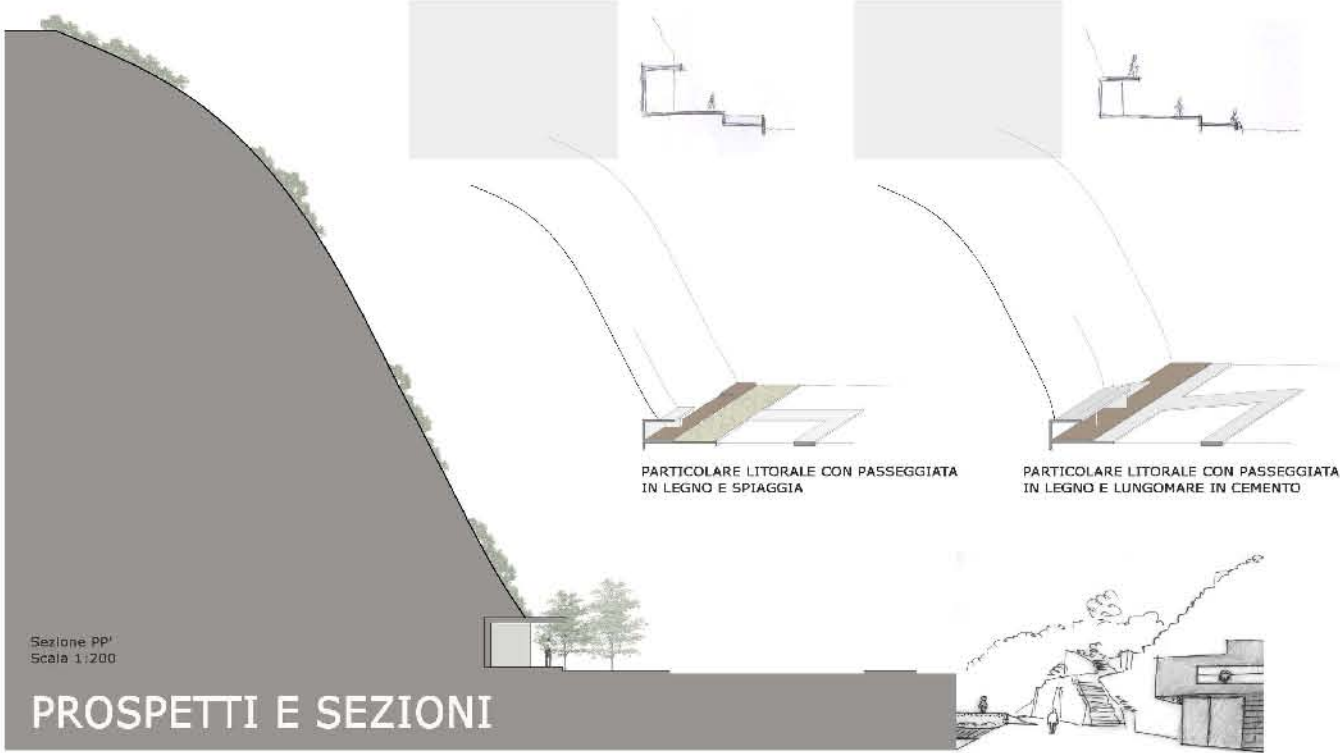 PARTICOLARE LITORALE CON PASSEGGIATA
IN LEGNO E SPIAGGIA
PARTICOLARE LITORALE CON PASSEGGIATA
IN LEGNO E LUNGOMARE IN CEMENTO
Sezione PP'
Scala 1:200
PROSPETTI E SEZIONI